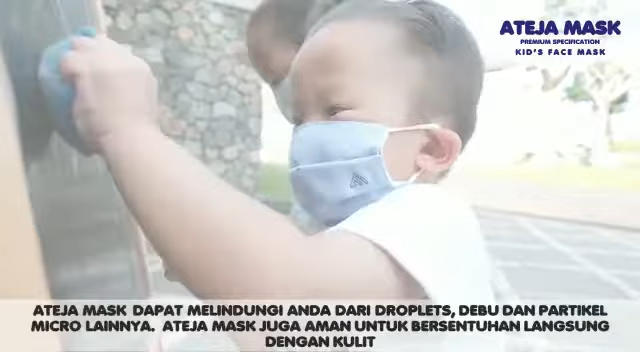 ATEJA MASK
PREMIUM SPECIFICATION
KID'S FACE MASK
ATEJA MASK DAPAT MELINDUNGI ANDA DARI DROPLETS, DEBU DAN PARTIKEL
MICRO LAINNYA. ATEJA MASK JUGA AMAN UNTUK BERSENTUHAN LANGSUNG
DENGAN KULIT